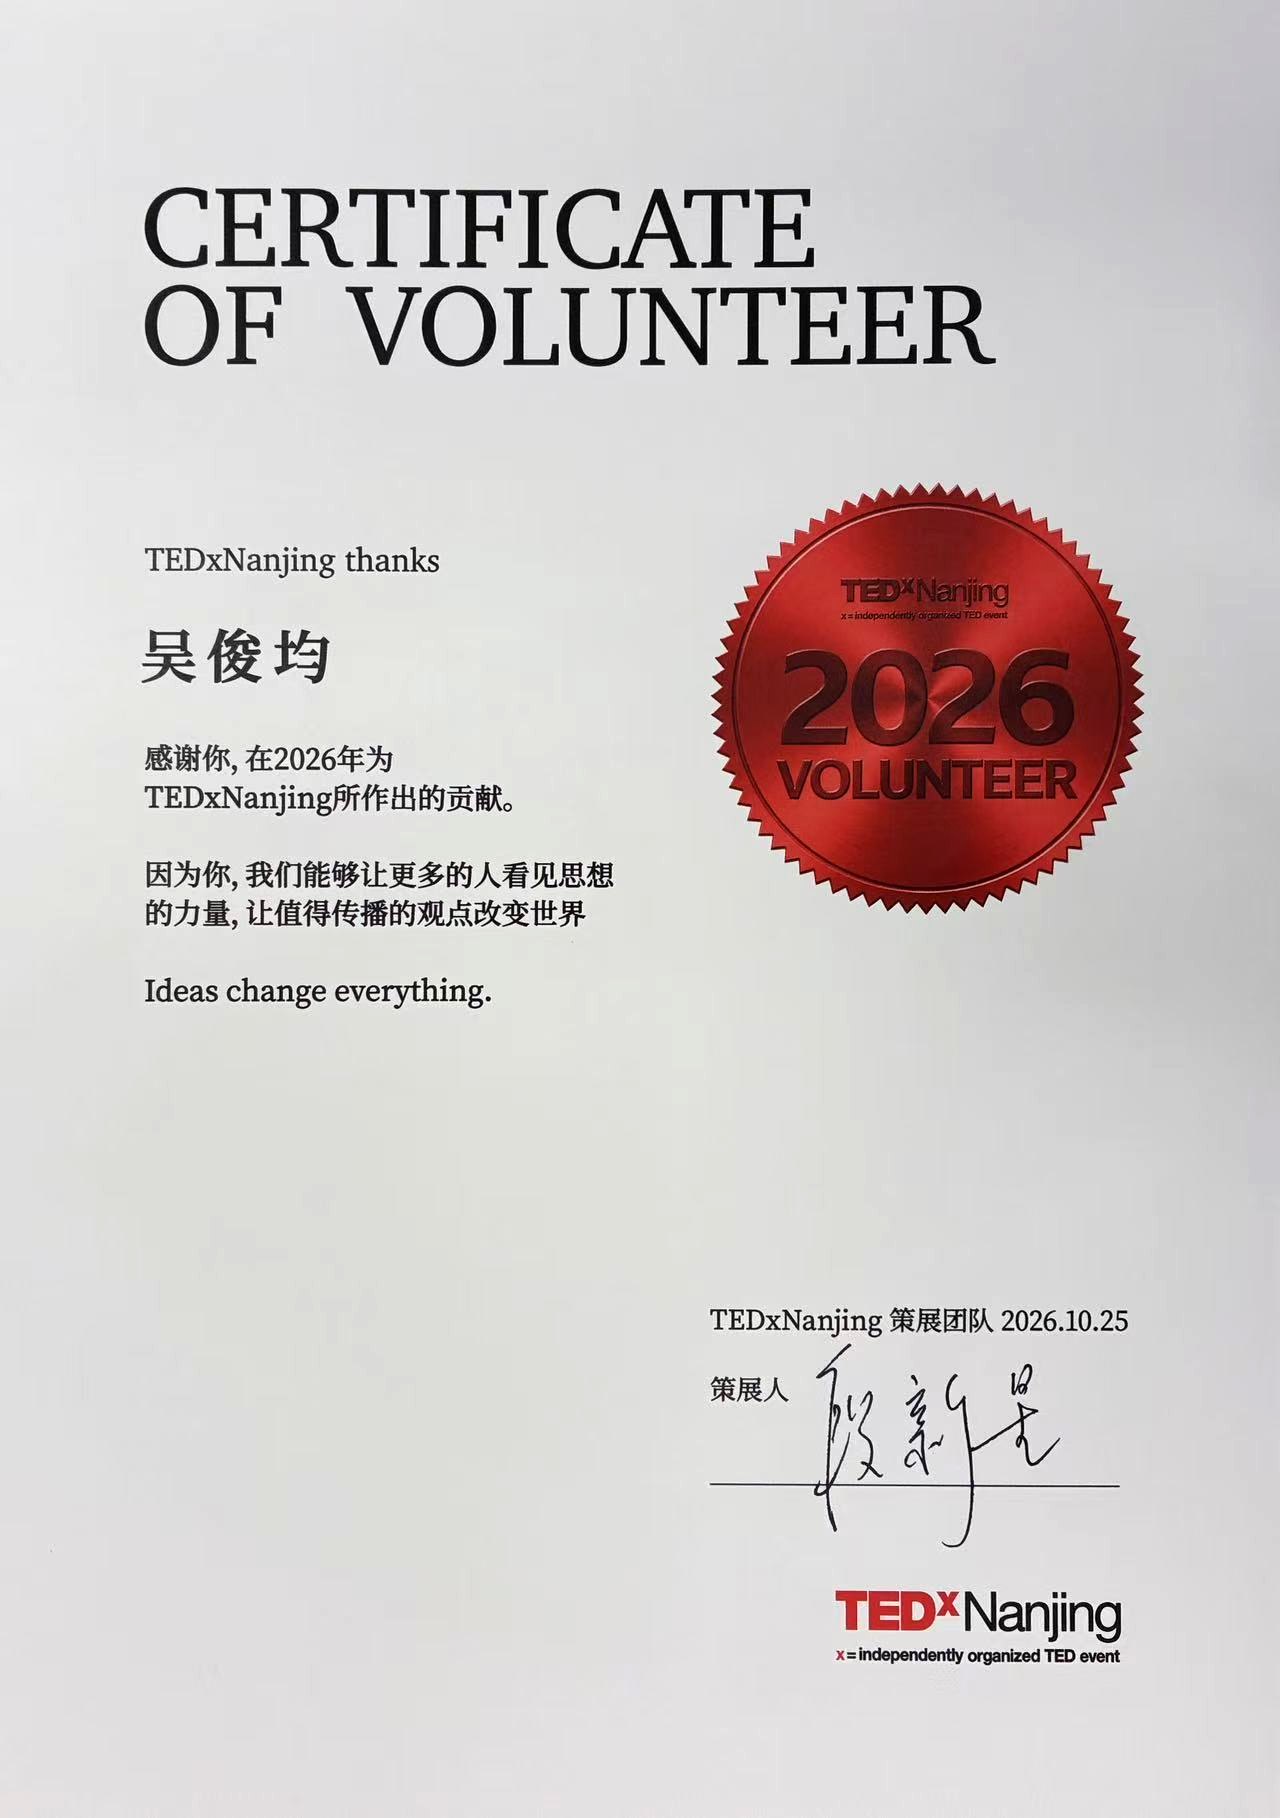 CERTIFICATE
OF VOLUNTEER
TEDxNanjing thanks
吴俊均
感谢你, 在2026年为
TEDxNanjing所作出的贡献。
因为你, 我们能够让更多的人看见思想
的力量, 让值得传播的观点改变世界
Ideas change everything.
TEDxNanjing
x = independently organized TED event
2026
VOLUNTEER
TEDxNanjing 策展团队 2026.10.25
策展人
段新星
TEDxNanjing
x = independently organized TED event